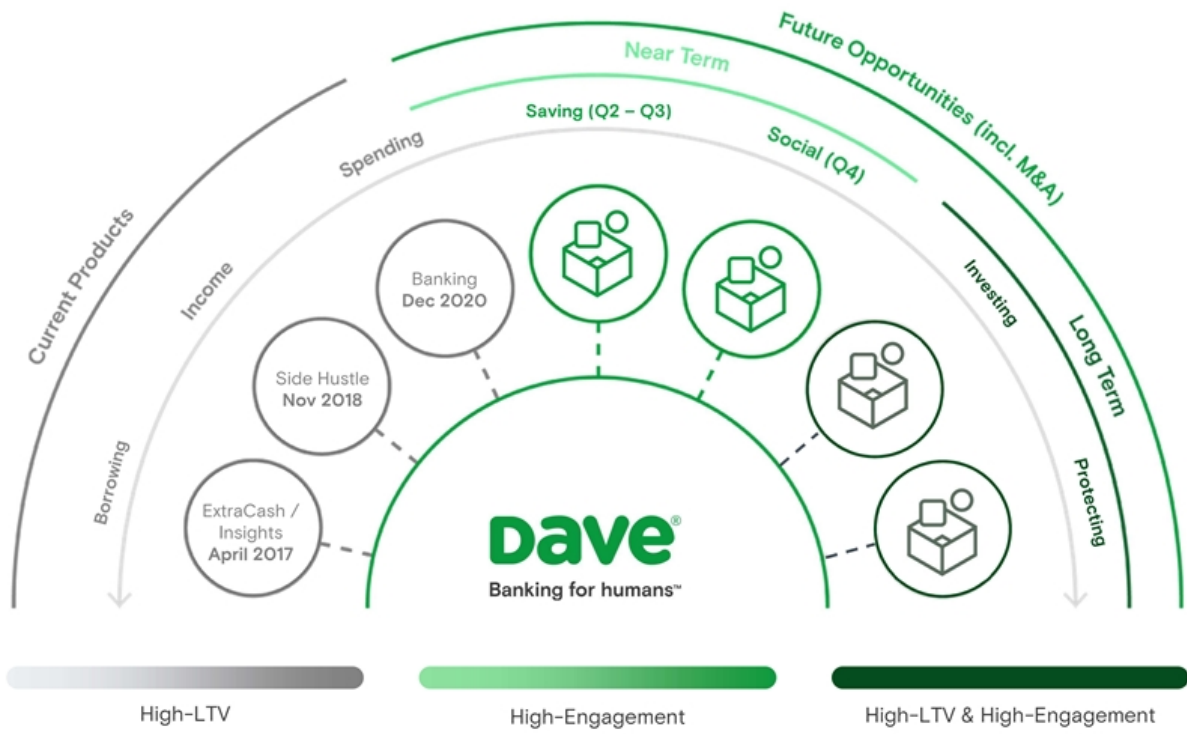 Future Opportunities (incl. M&A)
Near Term
Saving (Q2 – Q3)
Social (Q4)
Spending
Current Products
Income
Banking
Dec 2020
Investing
Long Term
Side Hustle
Nov 2018
Borrowing
Protecting
ExtraCash /
Insights
April 2017
Dave®
Banking for humans™
High-LTV
High-Engagement
High-LTV & High-Engagement